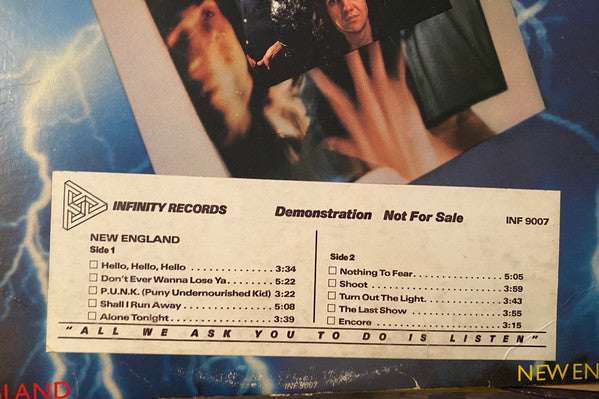 INFINITY RECORDS Demonstration Not For Sale INF 9007
NEW ENGLAND
Side 1
Hello, Hello, Hello ................ 3:34
Don't Ever Wanna Lose Ya ........ 5:22
P.U.N.K. (Puny Undernourished Kid) 3:22
Shall I Run Away ................ 5:08
Alone Tonight ................ 3:39
Side 2
Nothing To Fear ................ 5:05
Shoot ................ 3:59
Turn Out The Light ................ 3:43
The Last Show ................ 3:55
Encore ................ 3:15
"ALL WE ASK YOU TO DO IS LISTEN"
GLAND
INF 9007
NEW EN